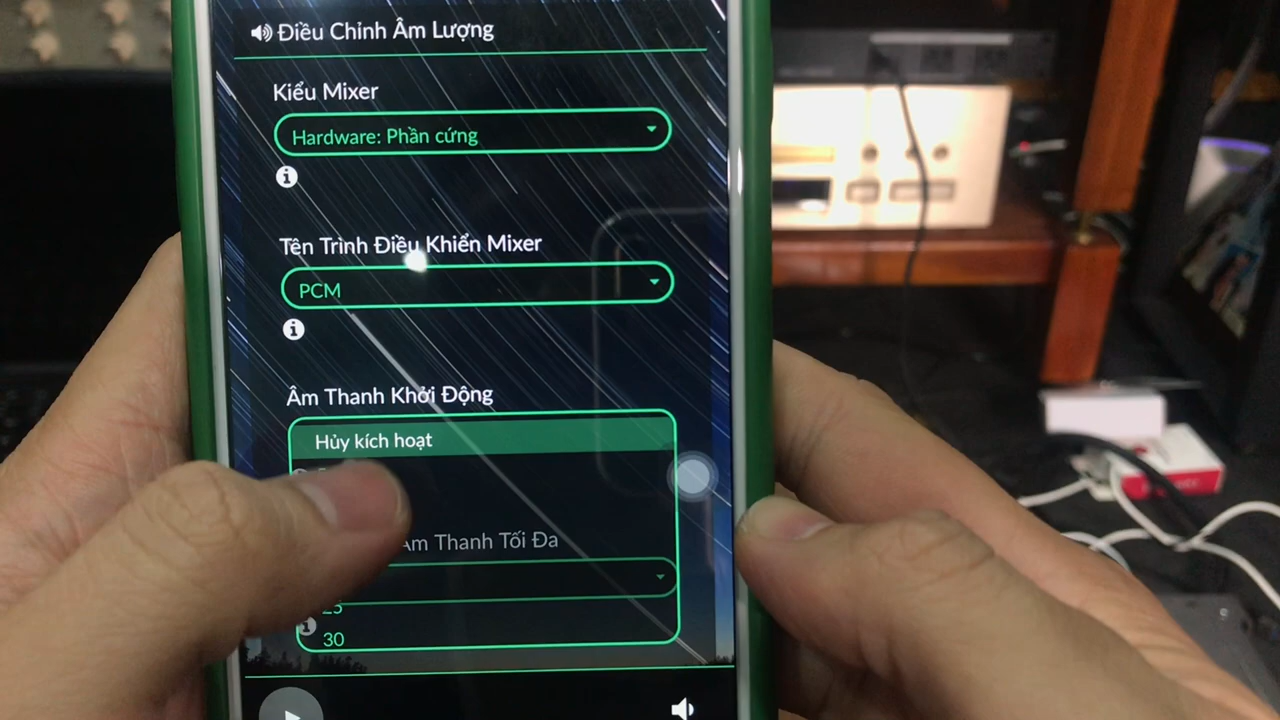 Điều Chỉnh Âm Lượng
Kiểu Mixer
Hardware: Phần cứng
Tên Trình Điều Khiển Mixer
PCM
Âm Thanh Khởi Động
Hủy kích hoạt
Âm Thanh Tối Đa
25
30